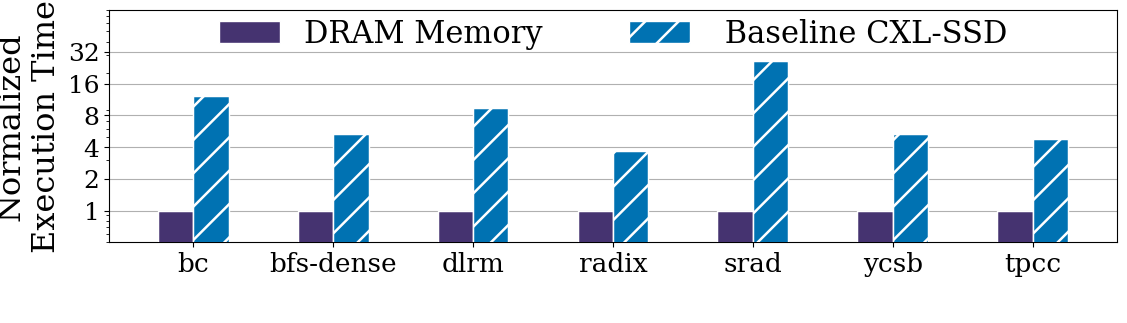 Normalized
Execution Time
DRAM Memory
Baseline CXL-SSD
32
16
8
4
2
1
bc
bfs-dense
dlrm
radix
srad
ycsb
tpcc